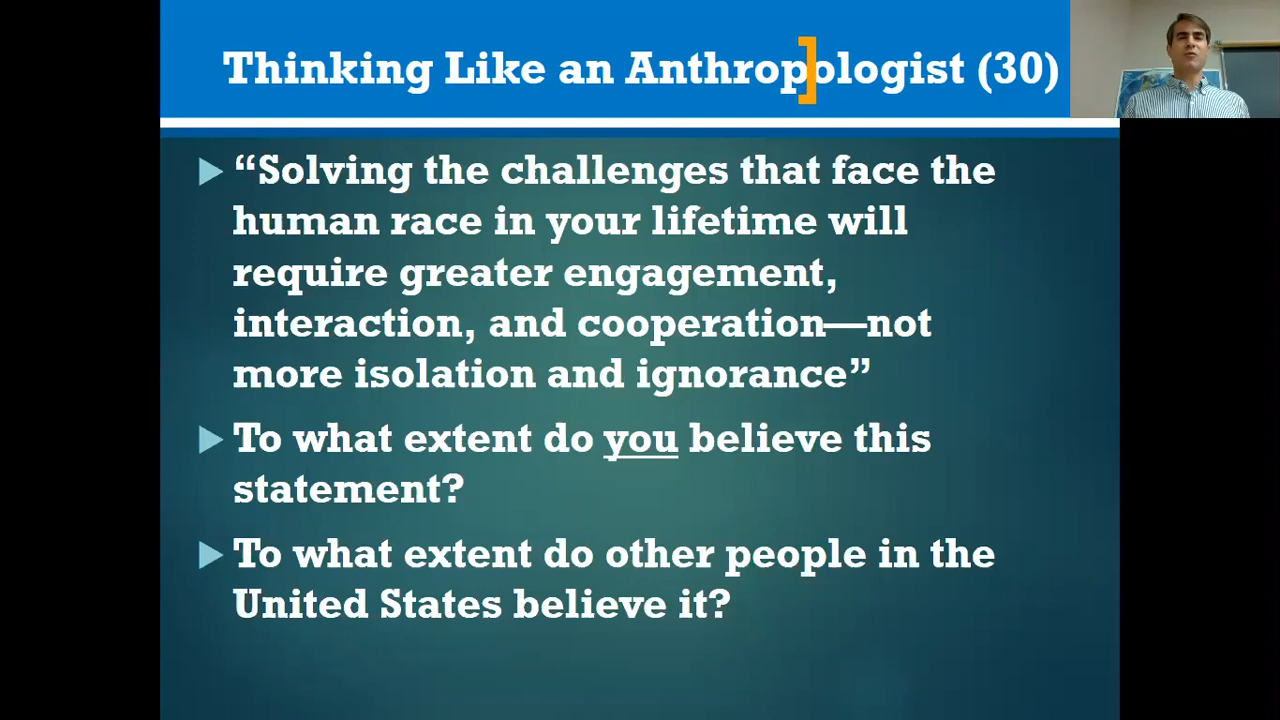 Thinking Like an Anthropologist (30)
“Solving the challenges that face the
human race in your lifetime will
require greater engagement,
interaction, and cooperation—not
more isolation and ignorance”
To what extent do you believe this
statement?
To what extent do other people in the
United States believe it?